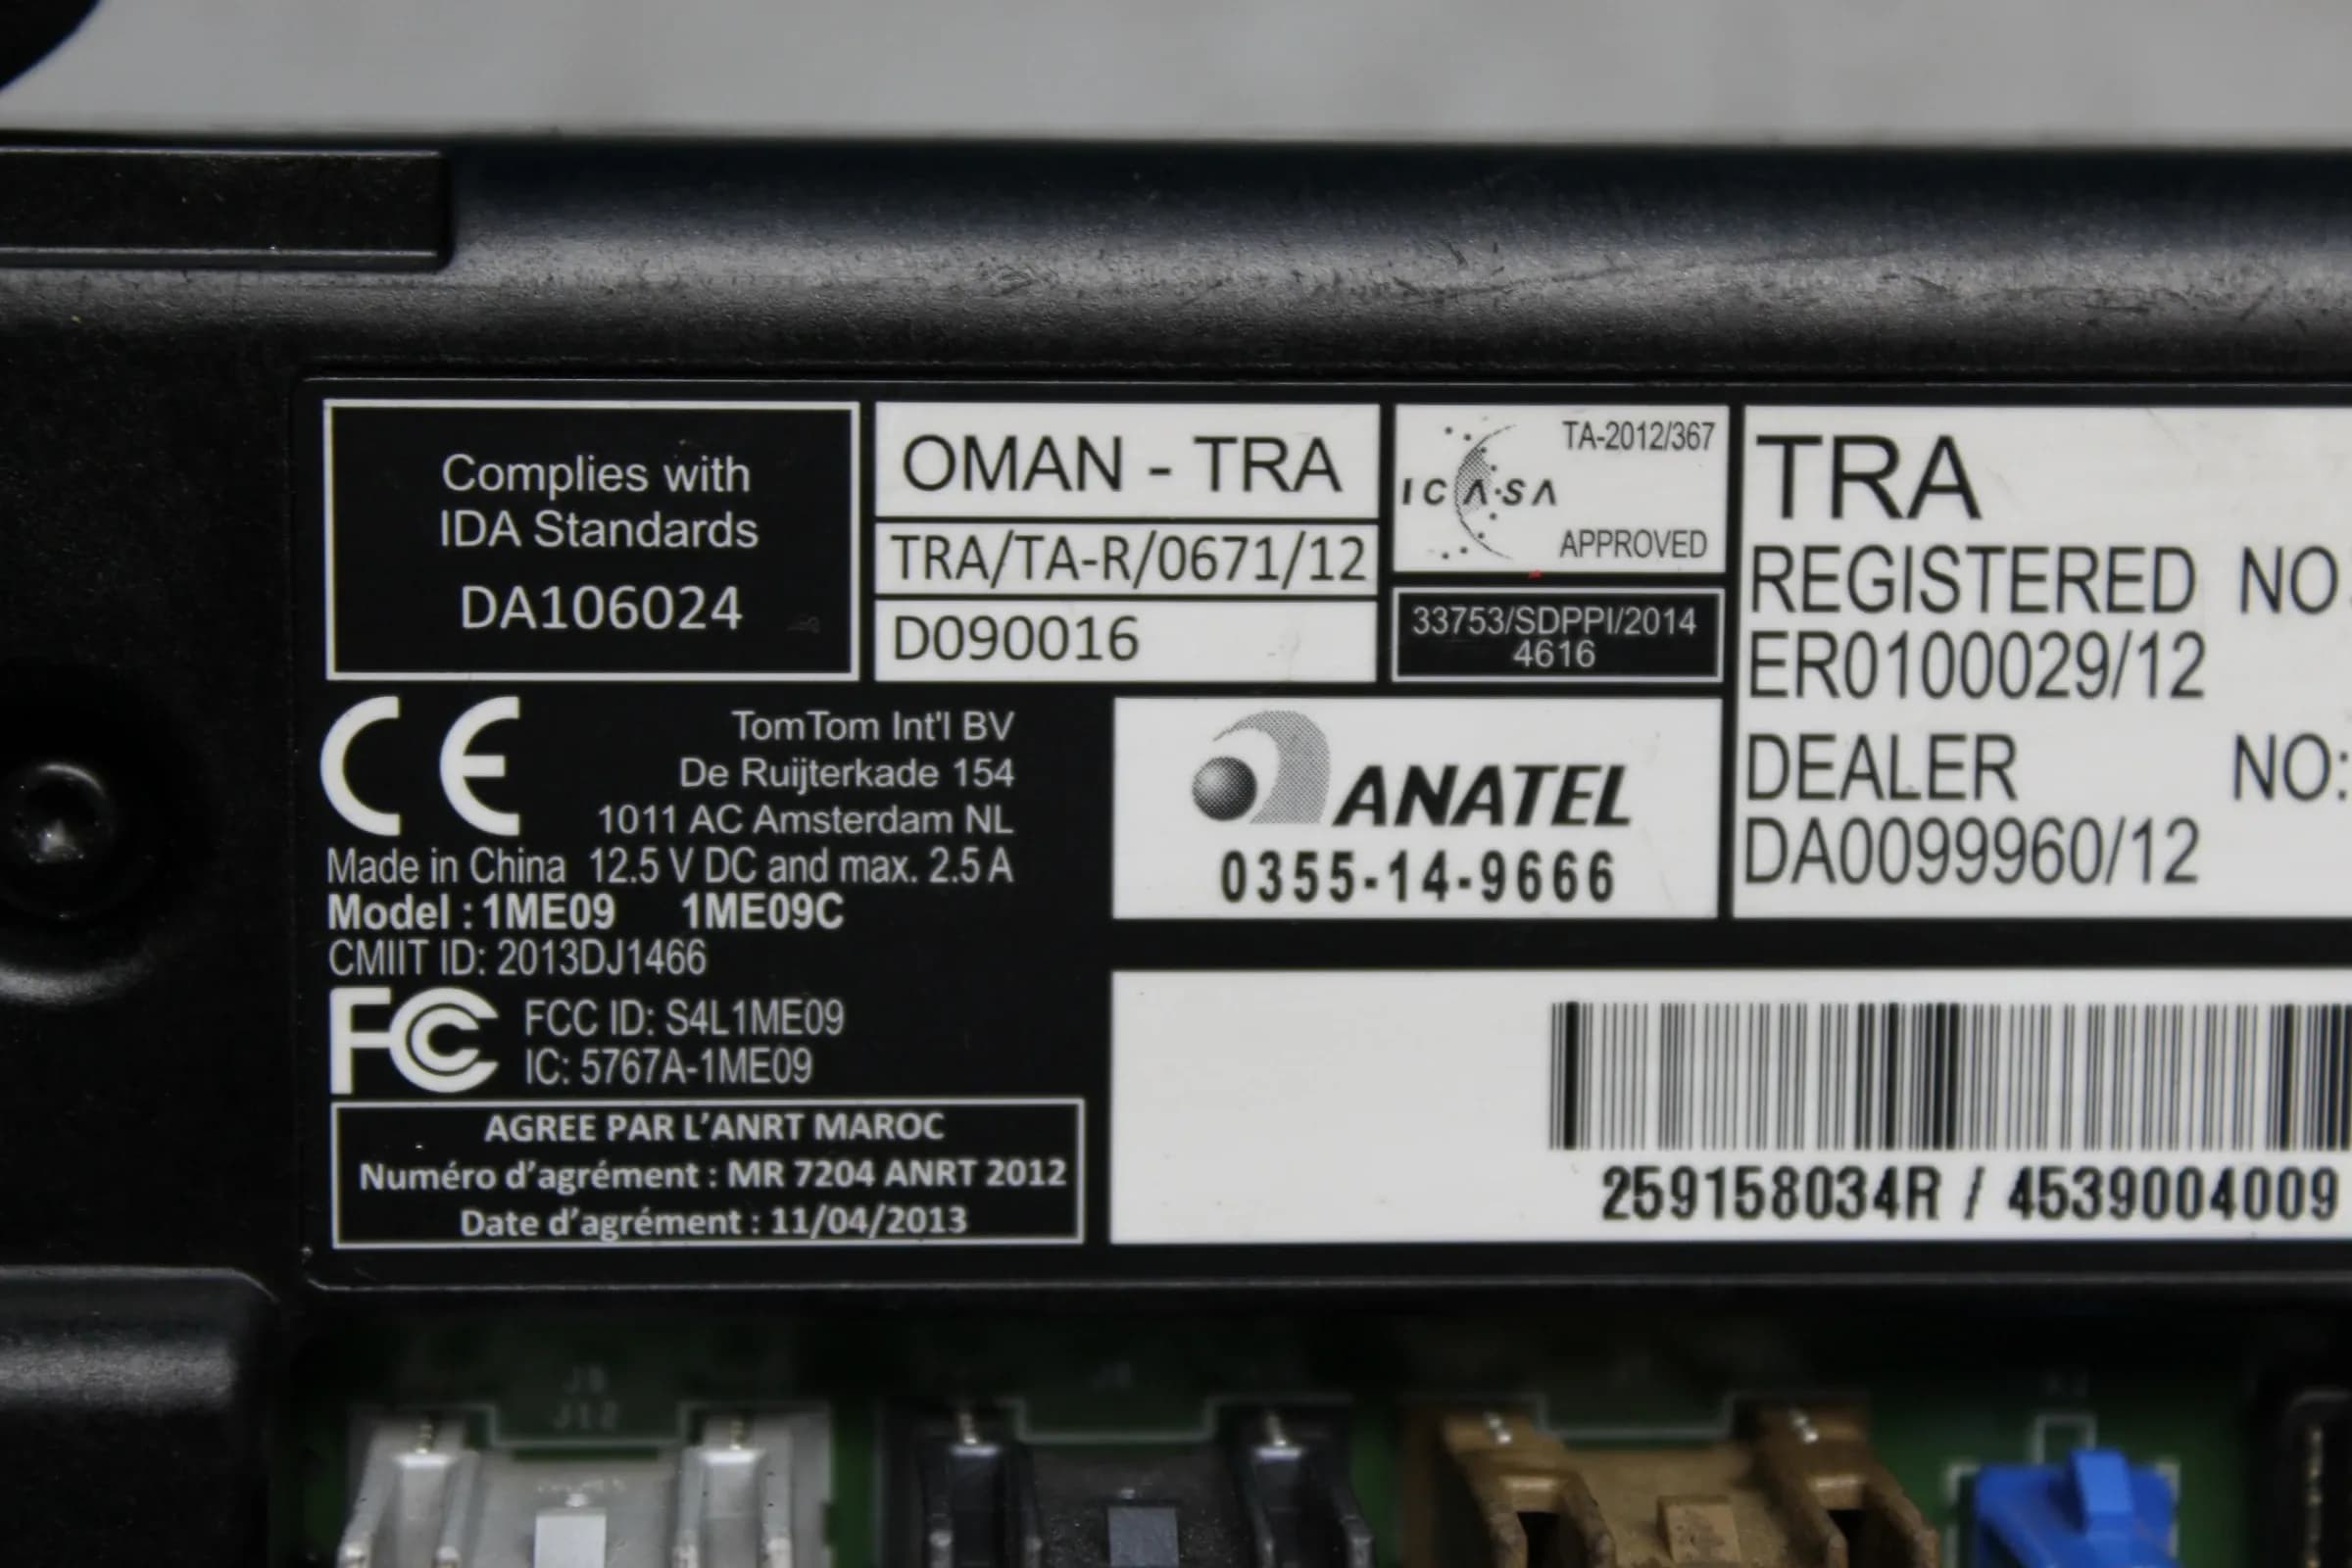 Complies with
IDA Standards
DA106024
OMAN - TRA
TRA/TA-R/0671/12
D090016
TA-2012/367
ICASA
APPROVED
33753/SDPPI/2014
4616
TRA
REGISTERED NO:
ER0100029/12
DEALER NO:
DA0099960/12
CE
TomTom Int'l BV
De Ruijterkade 154
1011 AC Amsterdam NL
Made in China 12.5 V DC and max. 2.5 A
Model : 1ME09 1ME09C
CMIIT ID: 2013DJ1466
FC
FCC ID: S4L1ME09
IC: 5767A-1ME09
AGREE PAR L'ANRT MAROC
Numéro d'agrément : MR 7204 ANRT 2012
Date d'agrément : 11/04/2013
ANATEL
0355-14-9666
259158034R / 4539004009
J12